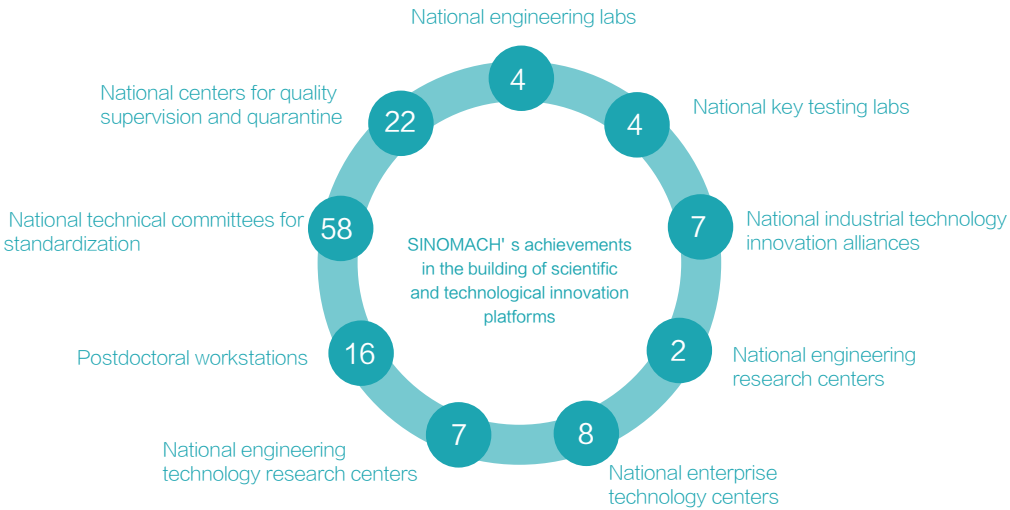 National engineering labs
4
National key testing labs
4
National industrial technology
innovation alliances
7
National engineering
research centers
2
National enterprise
technology centers
8
National engineering
technology research centers
7
Postdoctoral workstations
16
National technical committees for
standardization
58
National centers for quality
supervision and quarantine
22
SINOMACH' s achievements
in the building of scientific
and technological innovation
platforms